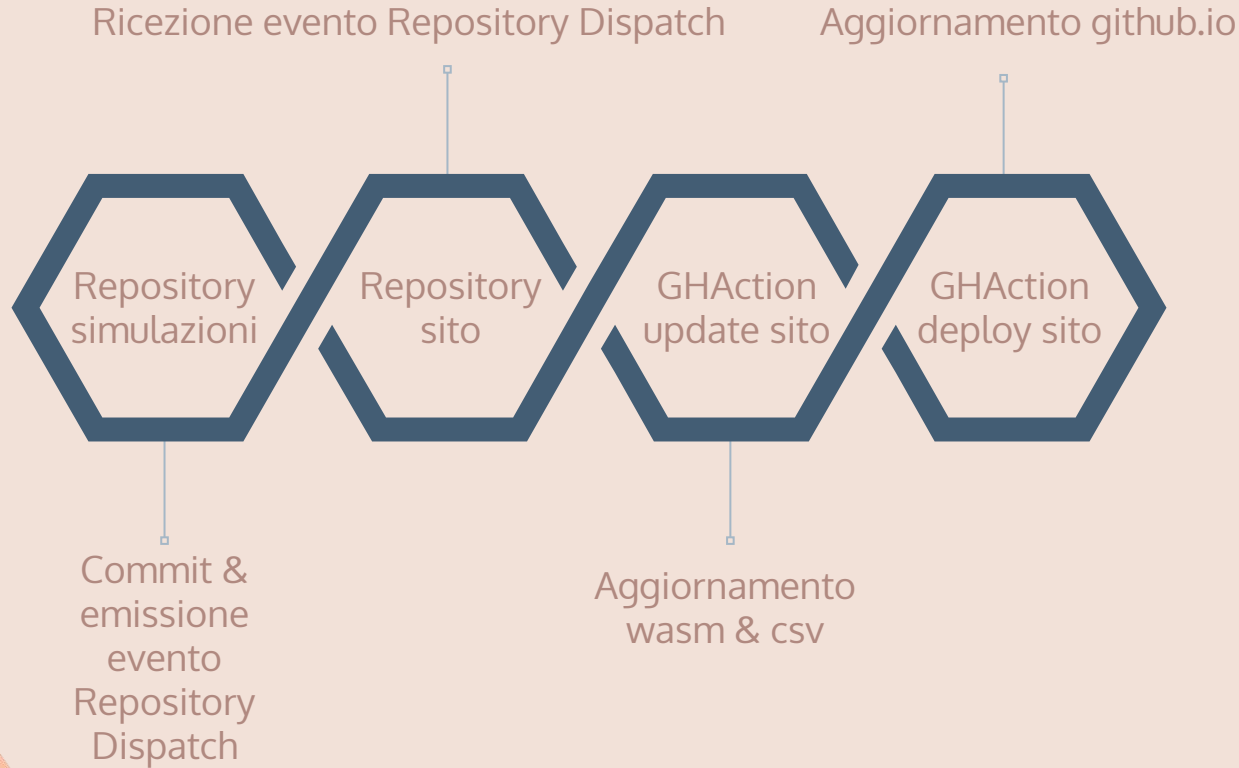 Ricezione evento Repository Dispatch
Aggiornamento github.io
Repository
simulazioni
Repository
sito
GHAction
update sito
GHAction
deploy sito
Commit &
emissione
evento
Repository
Dispatch
Aggiornamento
wasm & csv